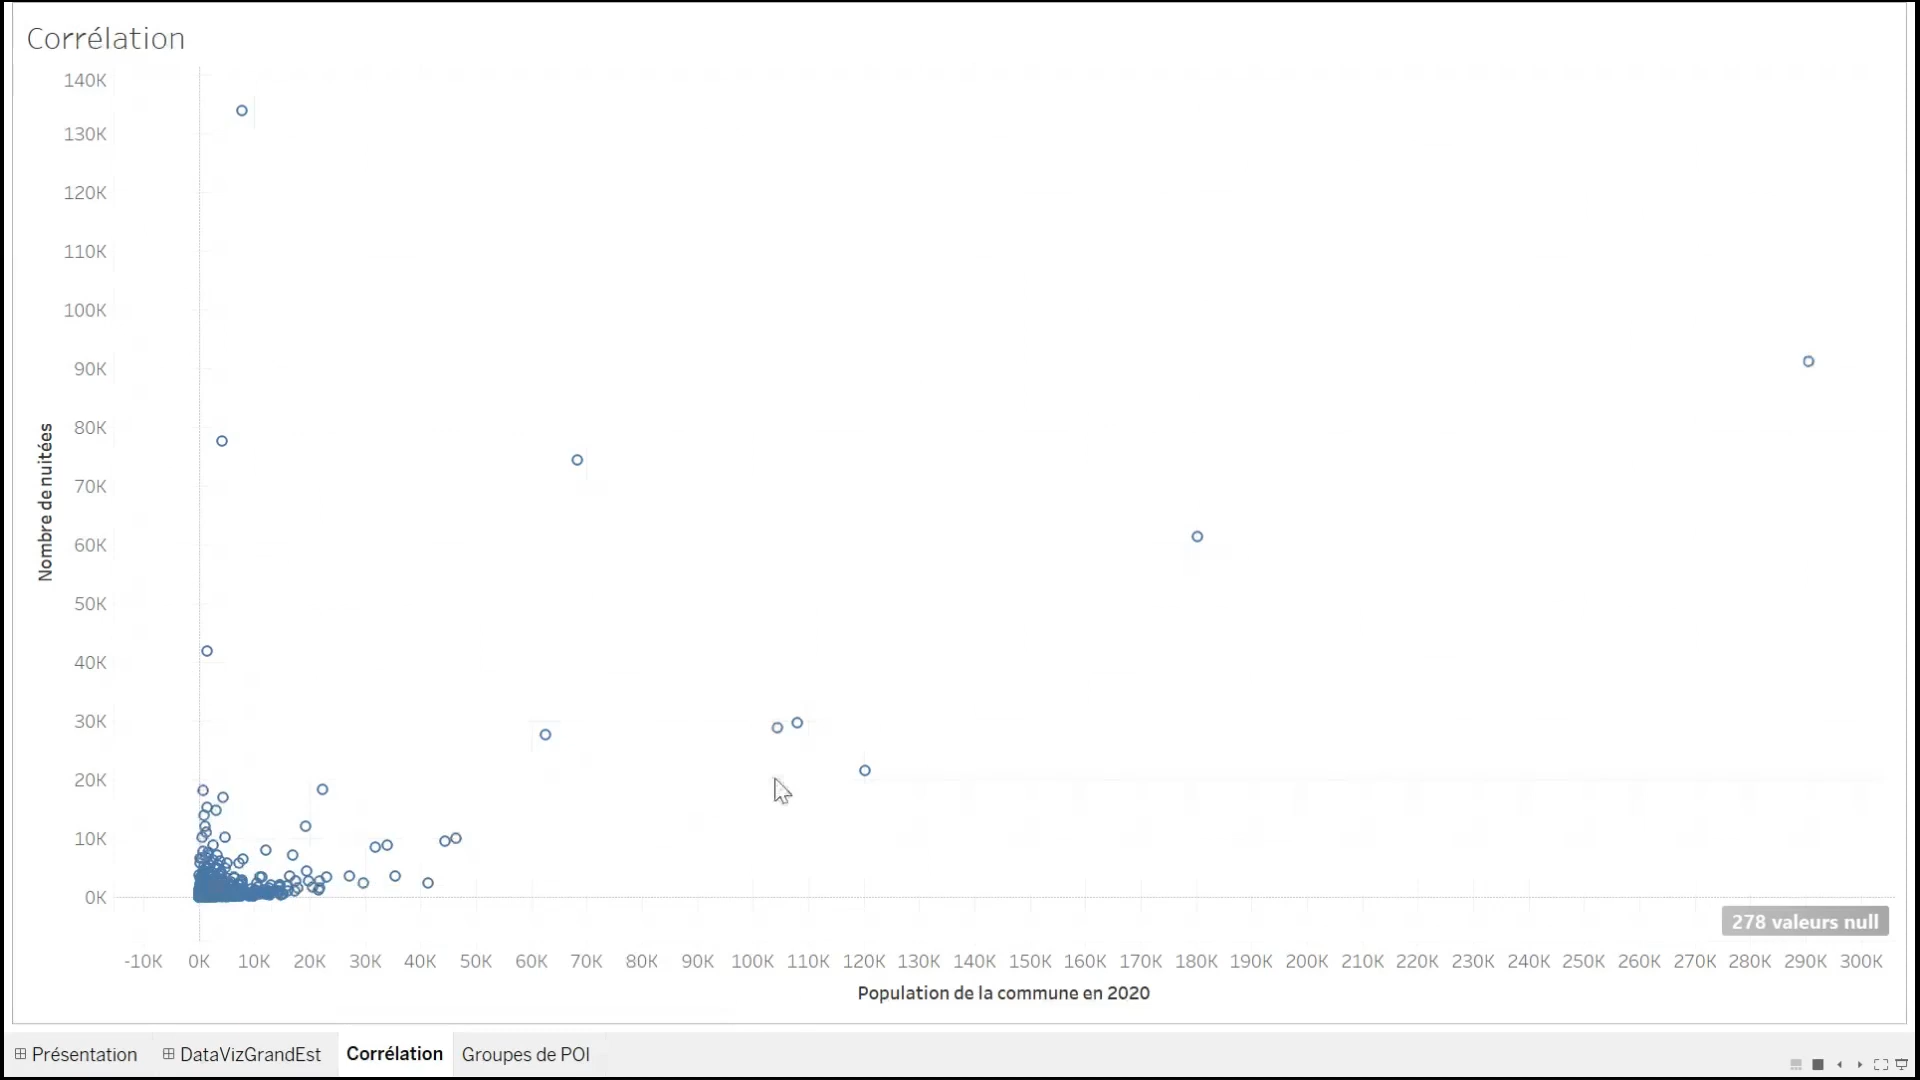 Corrélation
140K
130K
120K
110K
100K
90K
80K
70K
60K
50K
40K
30K
20K
10K
0K
Nombre de nuitées
278 valeurs null
-10K 0K 10K 20K 30K 40K 50K 60K 70K 80K 90K 100K 110K 120K 130K 140K 150K 160K 170K 180K 190K 200K 210K 220K 230K 240K 250K 260K 270K 280K 290K 300K
Population de la commune en 2020
Présentation DataVizGrandEst Corrélation Groupes de POI